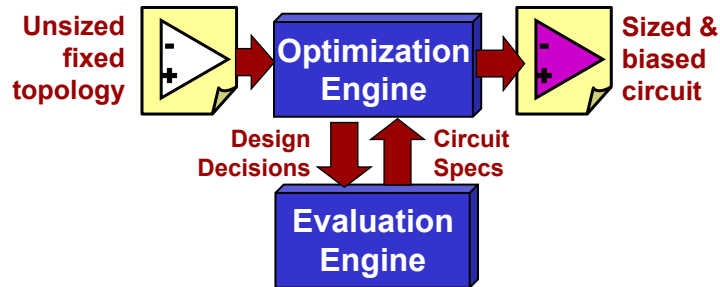 Unsized
fixed
topology
-
+
Optimization
Engine
-
+
Sized &
biased
circuit
Design
Decisions
Circuit
Specs
Evaluation
Engine